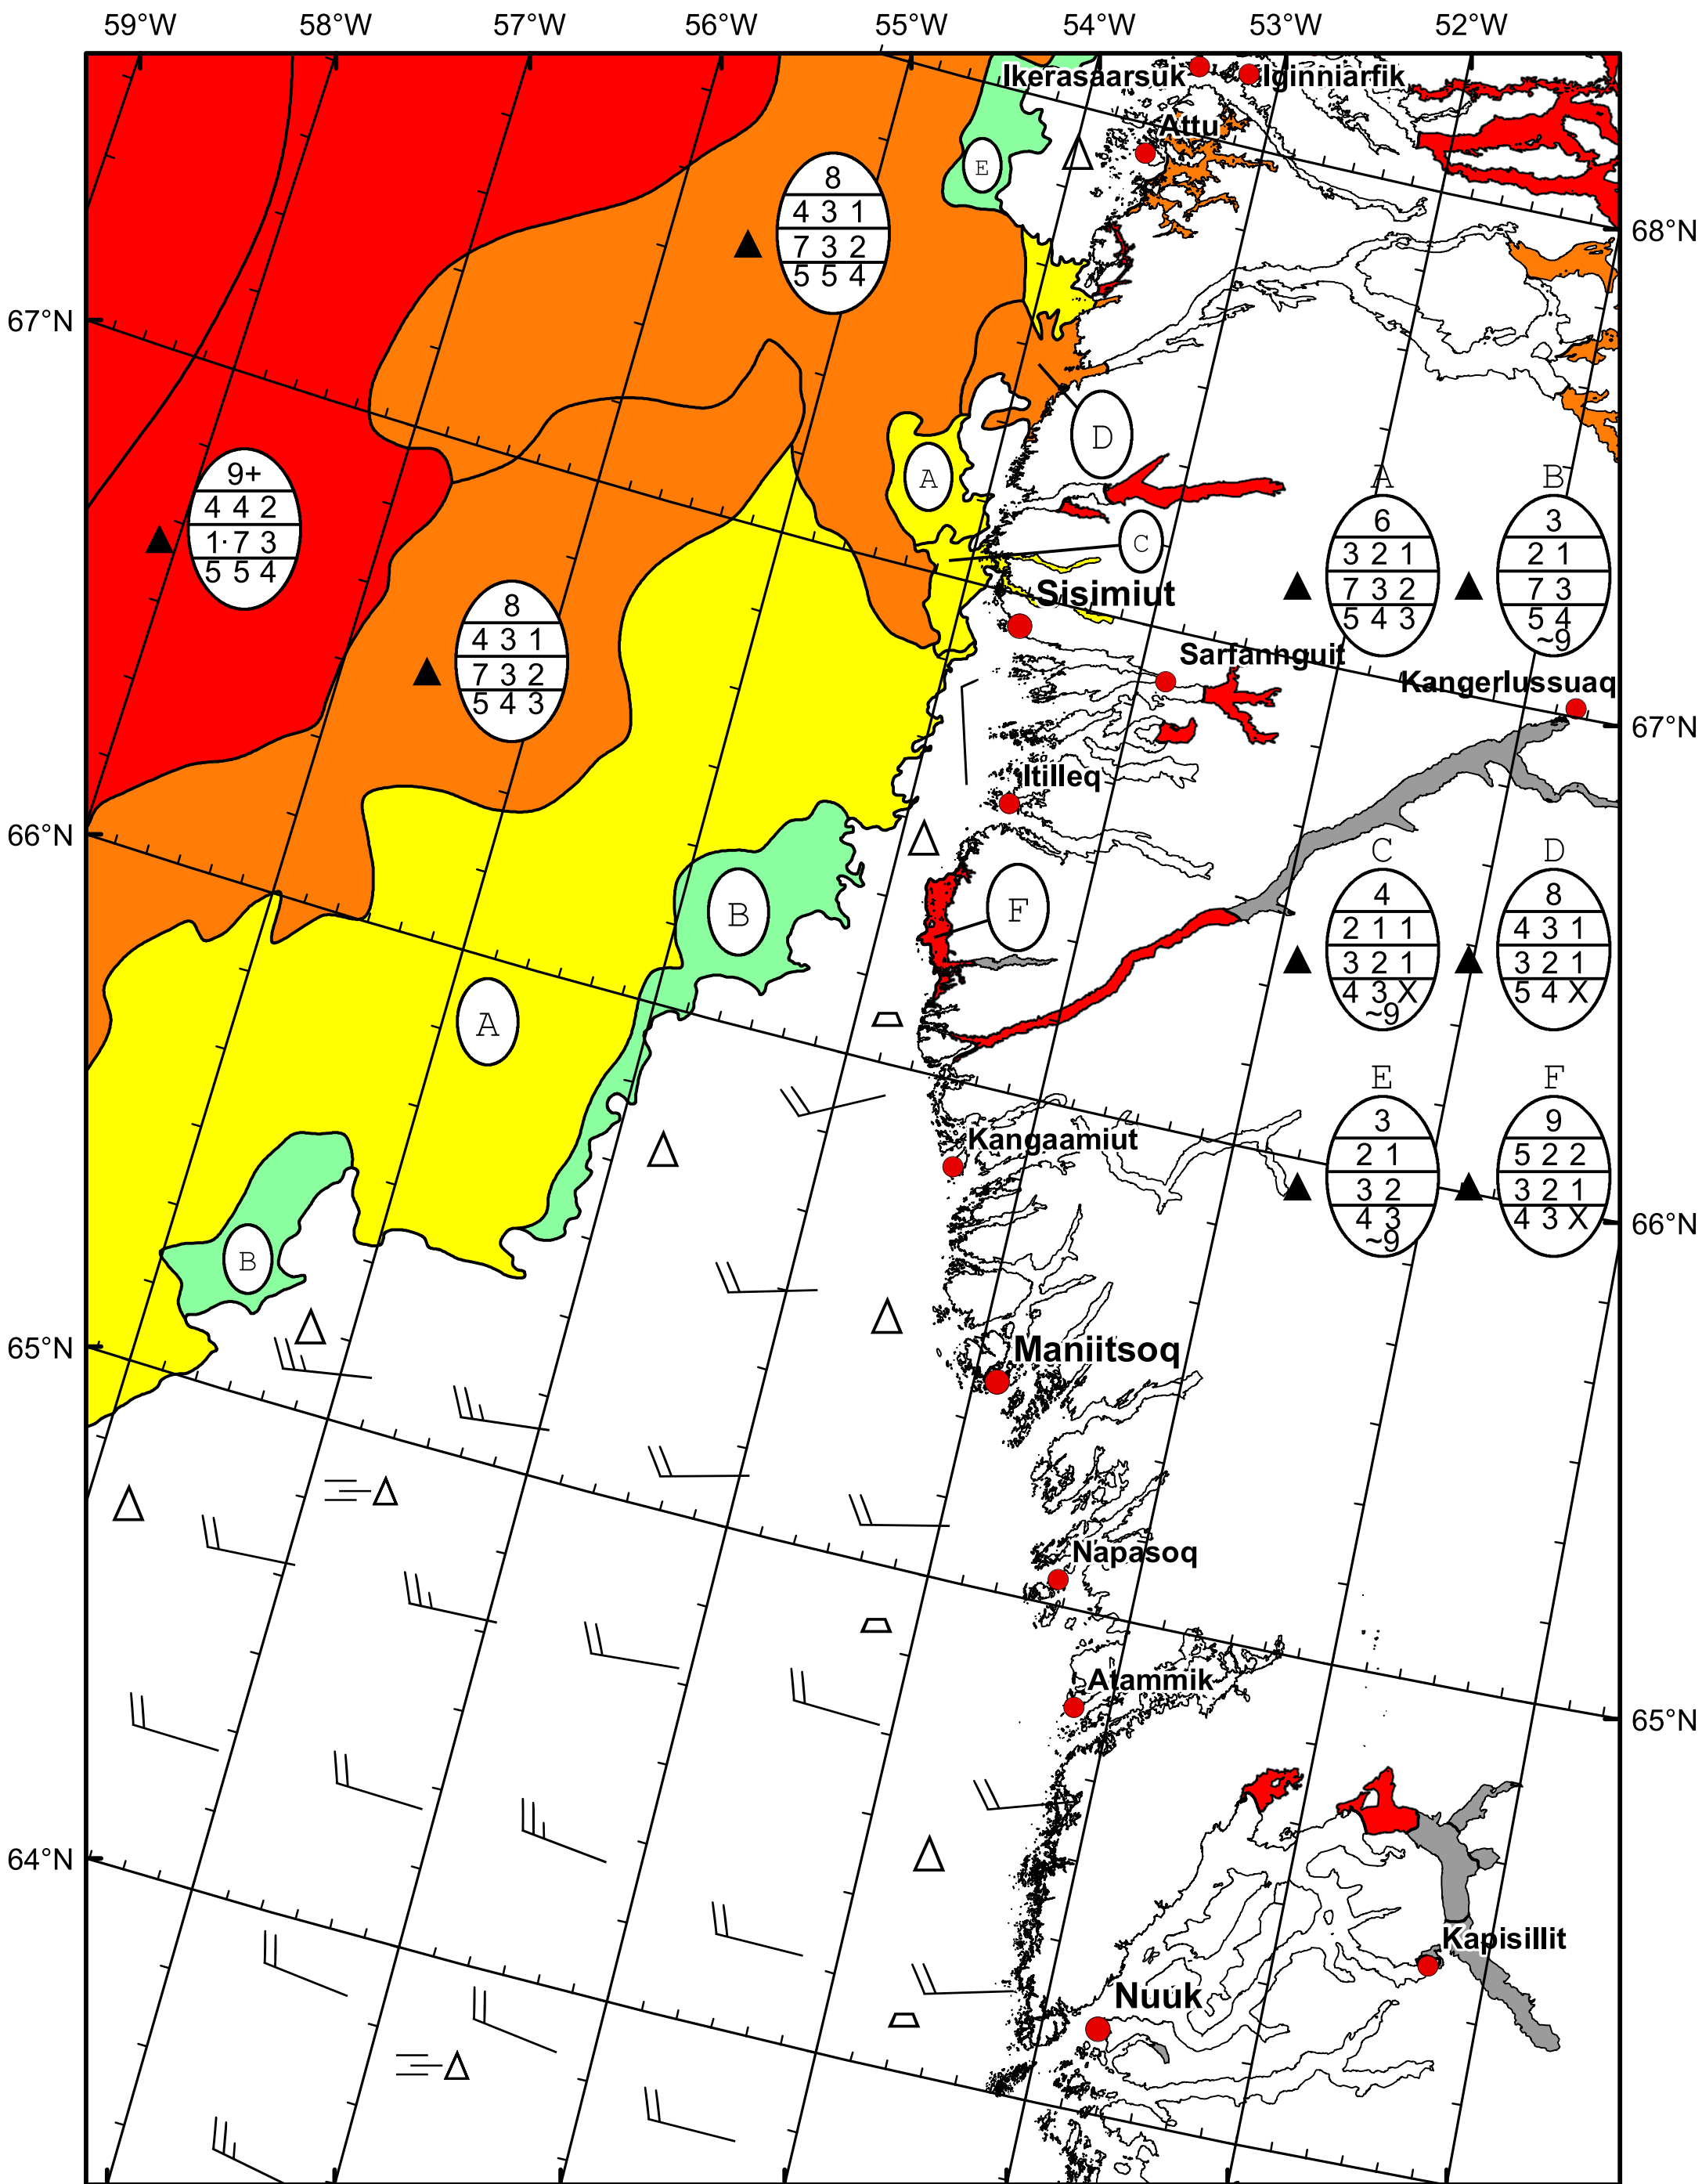 59°W 58°W 57°W 56°W 55°W 54°W 53°W 52°W
Ikerasaarsuk Iginniarfik
Attu
E
8
4 3 1
7 3 2
5 5 4
68°N
67°N
D
A
9+
4 4 2
1· 7 3
5 5 4
C
A
6
3 2 1
7 3 2
5 4 3
B
3
2 1
7 3
5 4
~9
Sisimiut
8
4 3 1
7 3 2
5 4 3
Sarfannguit
Kangerlussuaq
67°N
Itilleq
66°N
B
F
C
4
2 1 1
3 2 1
4 3 X
~9
D
8
4 3 1
3 2 1
5 4 X
A
E
3
2 1
3 2
4 3
~9
F
9
5 2 2
3 2 1
4 3 X
Kangaamiut
66°N
B
65°N
Maniitsoq
Napasoq
Atammik
65°N
64°N
Kapisillit
Nuuk